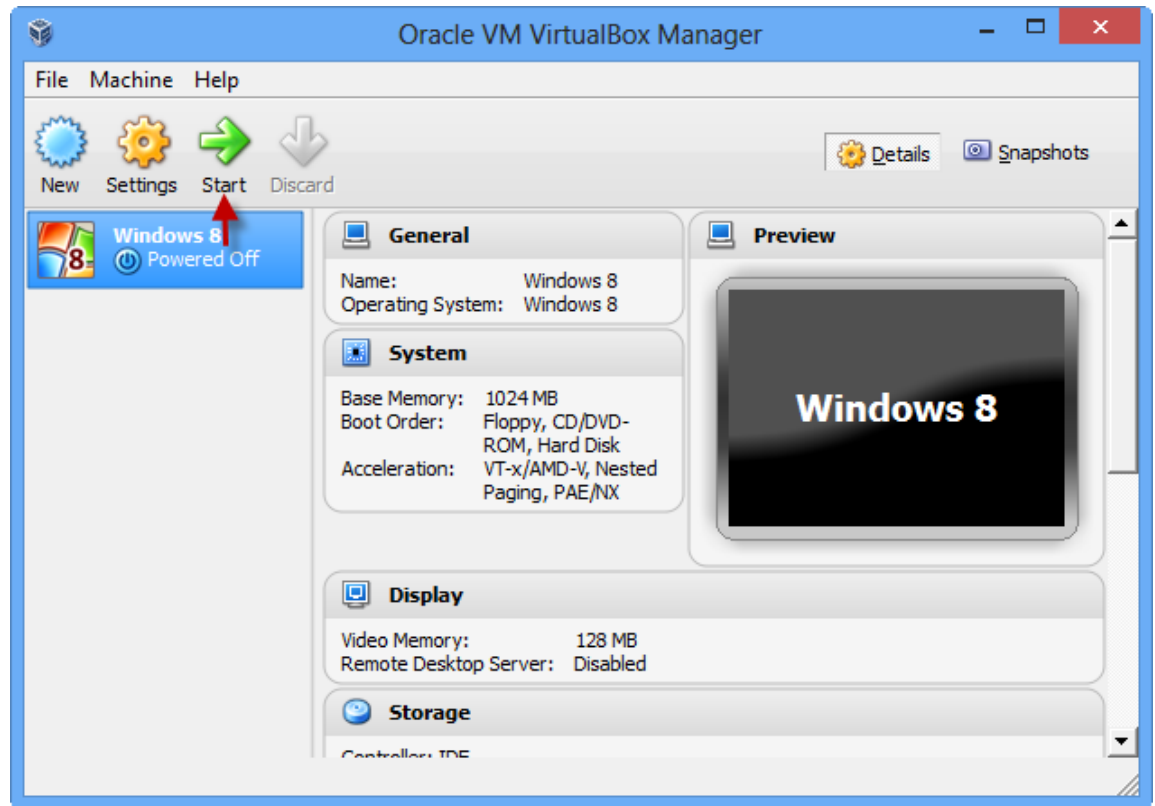 Oracle VM VirtualBox Manager
File Machine Help
New Settings Start Discard
Details Snapshots
Windows 8
Powered Off
8
General
Name: Windows 8
Operating System: Windows 8
System
Base Memory: 1024 MB
Boot Order: Floppy, CD/DVD-
ROM, Hard Disk
Acceleration: VT-x/AMD-V, Nested
Paging, PAE/NX
Preview
Windows 8
Display
Video Memory: 128 MB
Remote Desktop Server: Disabled
Storage
Controller: IDE